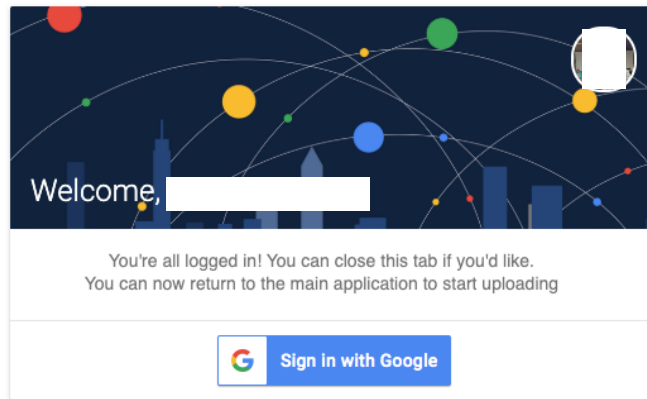 Welcome,
You're all logged in! You can close this tab if you'd like.
You can now return to the main application to start uploading
Sign in with Google